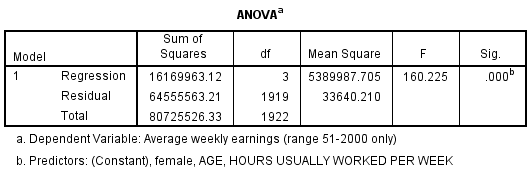 ANOVAa
Model Sum of Squares df Mean Square F Sig.
1 Regression 16169963.12 3 5389987.705 160.225 .000b
Residual 64555563.21 1919 33640.210
Total 80725526.33 1922
a. Dependent Variable: Average weekly earnings (range 51-2000 only)
b. Predictors: (Constant), female, AGE, HOURS USUALLY WORKED PER WEEK